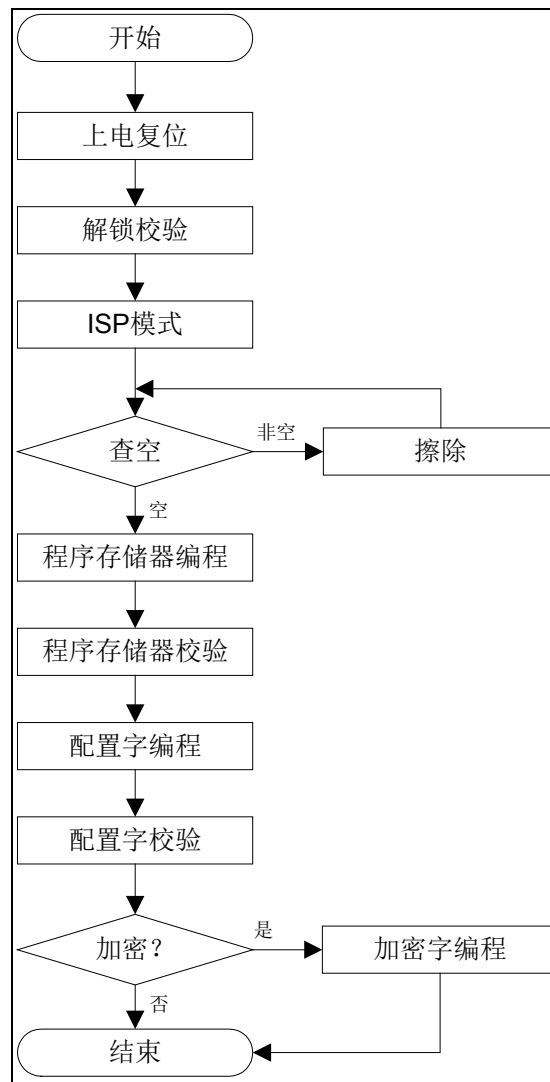 开始
上电复位
解锁校验
ISP模式
查空
非空
擦除
空
程序存储器编程
程序存储器校验
配置字编程
配置字校验
加密?
是
加密字编程
否
结束